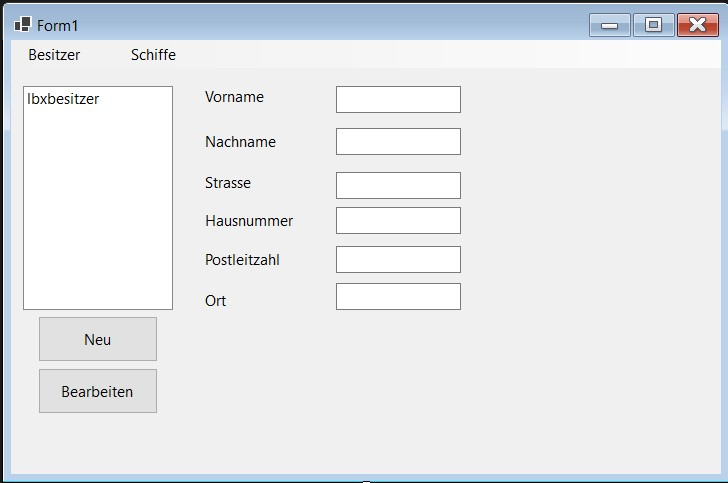 Form1
Besitzer Schiffe
lbxbesitzer
Vorname
Nachname
Strasse
Hausnummer
Postleitzahl
Ort
Neu
Bearbeiten